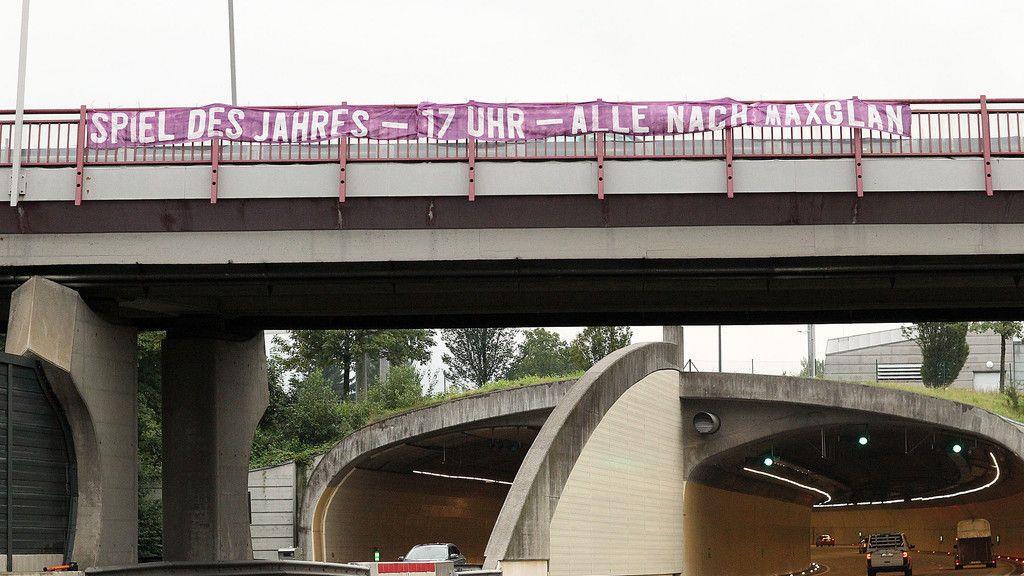 SPIEL DES JAHRES – 17 UHR – ALLE NACH MAXGLAN